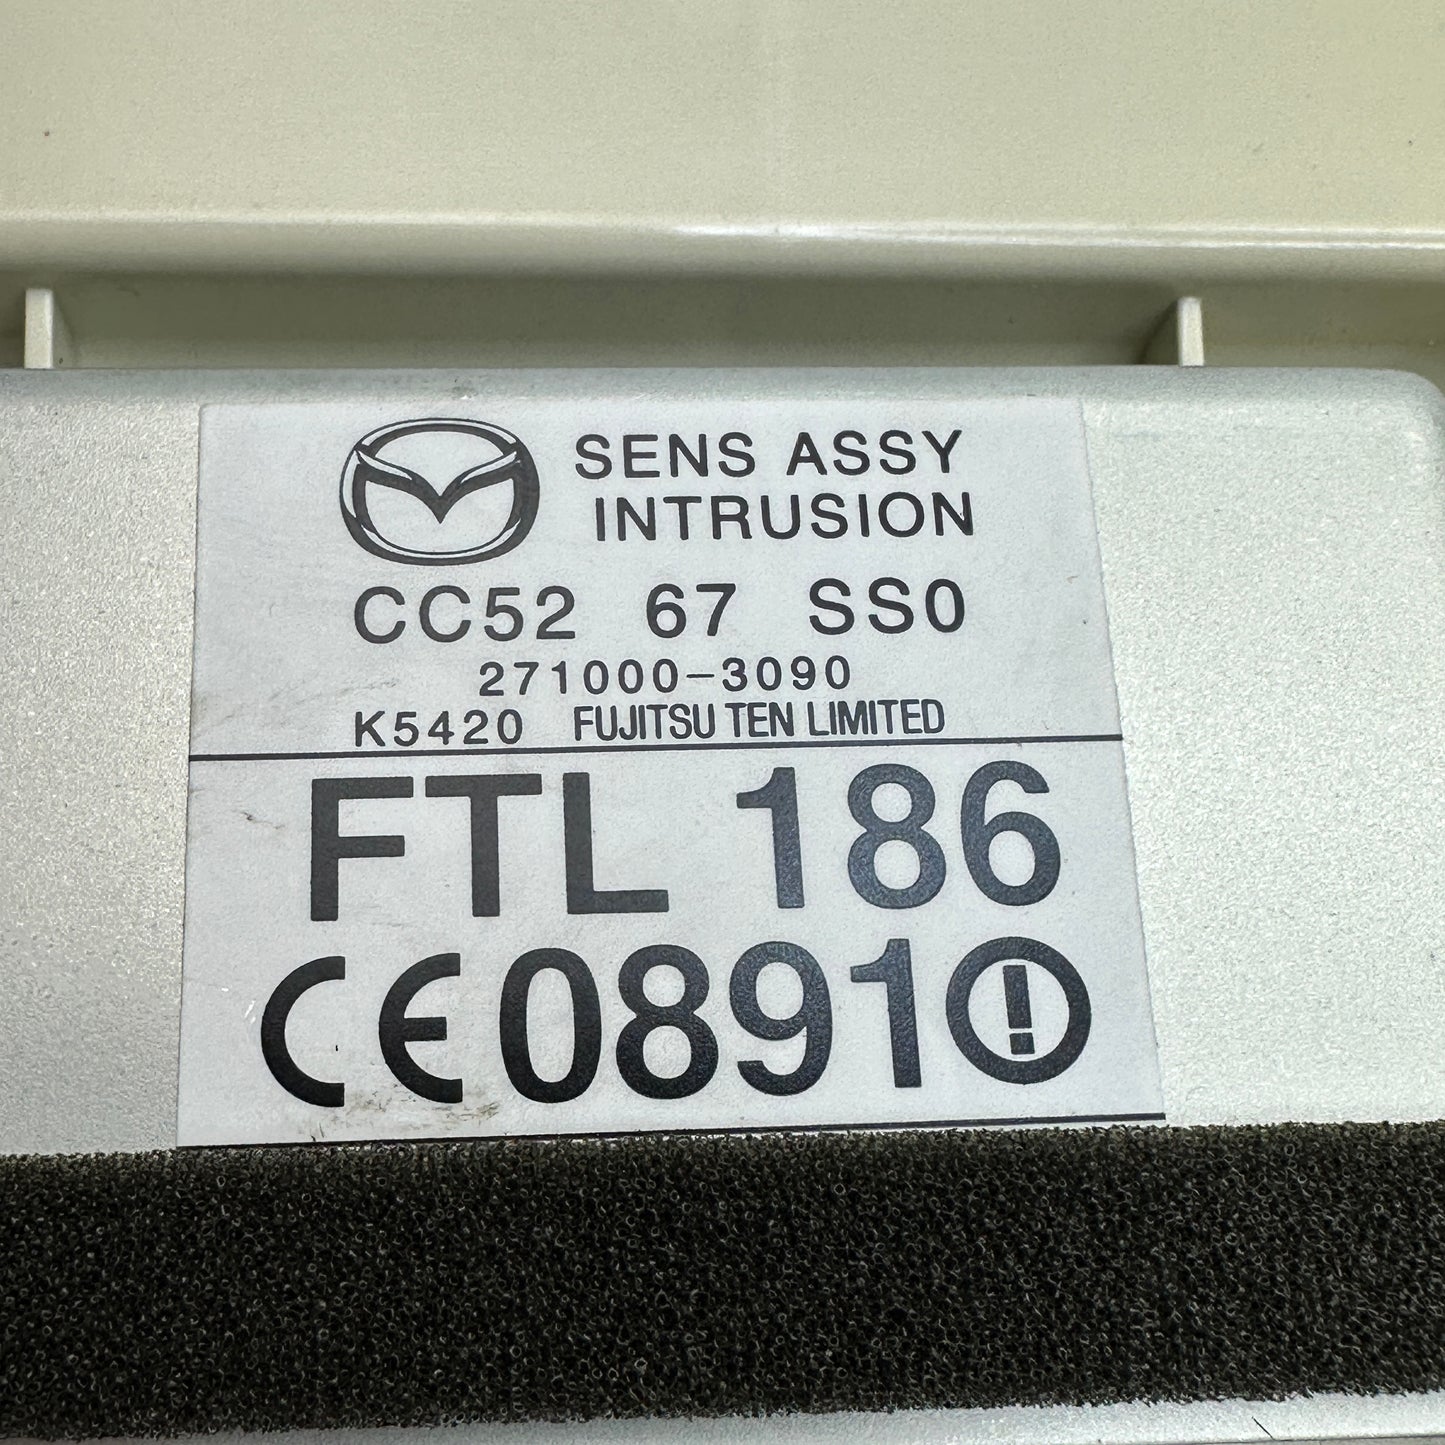 SENS ASSY
INTRUSION
CC52 67 SS0
271000-3090
K5420 FUJITSU TEN LIMITED
FTL 186
CE0891!